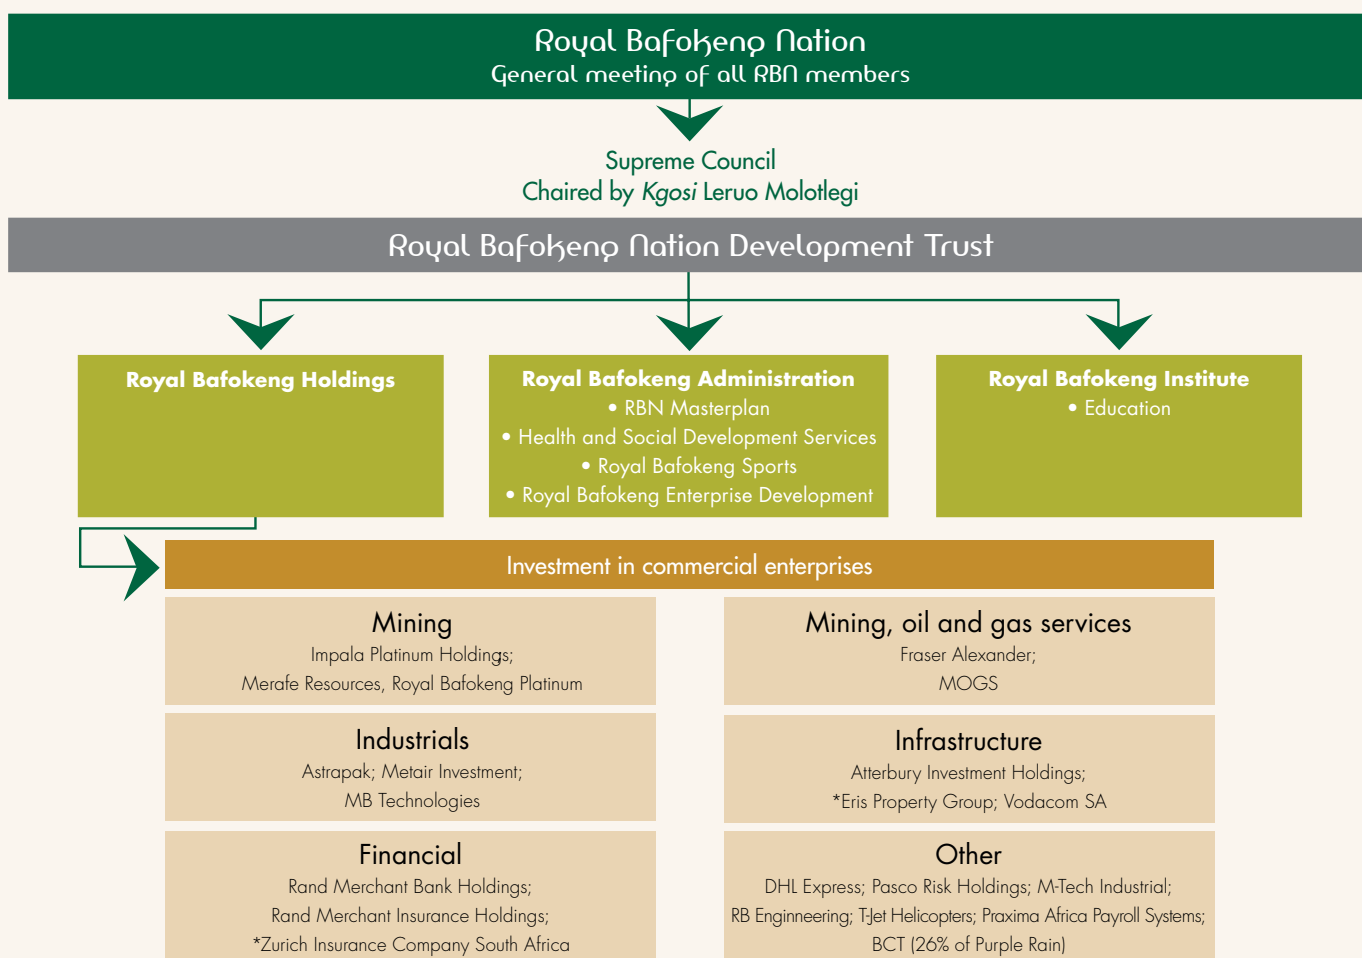 Royal Bafokeng Nation
General meeting of all RBN members
Supreme Council
Chaired by Kgosi Leruo Molotlegi
Royal Bafokeng Nation Development Trust
Royal Bafokeng Holdings
Royal Bafokeng Administration
• RBN Masterplan
• Health and Social Development Services
• Royal Bafokeng Sports
• Royal Bafokeng Enterprise Development
Royal Bafokeng Institute
• Education
Investment in commercial enterprises
Mining
Impala Platinum Holdings;
Merafe Resources, Royal Bafokeng Platinum
Mining, oil and gas services
Fraser Alexander;
MOGS
Industrials
Astrapak; Metair Investment;
MB Technologies
Infrastructure
Atterbury Investment Holdings;
*Eris Property Group; Vodacom SA
Financial
Rand Merchant Bank Holdings;
Rand Merchant Insurance Holdings;
*Zurich Insurance Company South Africa
Other
DHL Express; Pasco Risk Holdings; M-Tech Industrial;
RB Enginneering; T-Jet Helicopters; Praxima Africa Payroll Systems;
BCT (26% of Purple Rain)